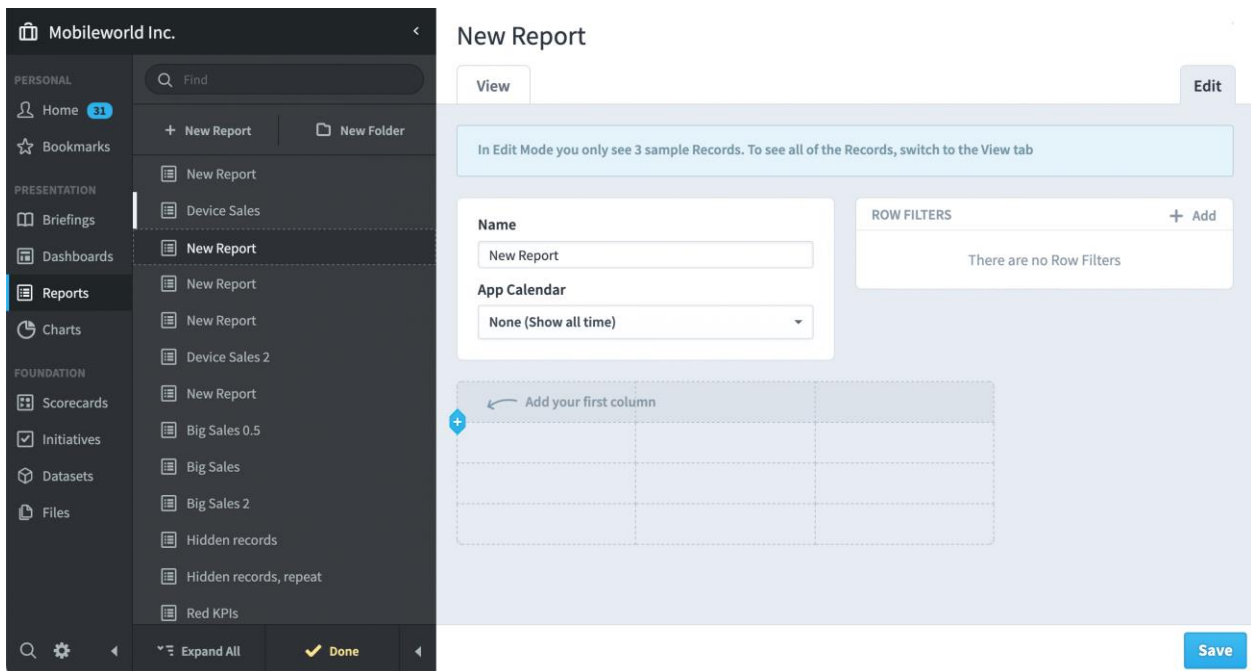 Mobileworld Inc.
PERSONAL
Home 31
Bookmarks
PRESENTATION
Briefings
Dashboards
Reports
Charts
FOUNDATION
Scorecards
Initiatives
Datasets
Files
Find
+ New Report New Folder
New Report
Device Sales
New Report
New Report
New Report
Device Sales 2
New Report
Big Sales 0.5
Big Sales
Big Sales 2
Hidden records
Hidden records, repeat
Red KPIs
Expand All Done
New Report
View Edit
In Edit Mode you only see 3 sample Records. To see all of the Records, switch to the View tab
Name
New Report
App Calendar
None (Show all time)
ROW FILTERS + Add
There are no Row Filters
Add your first column
Save